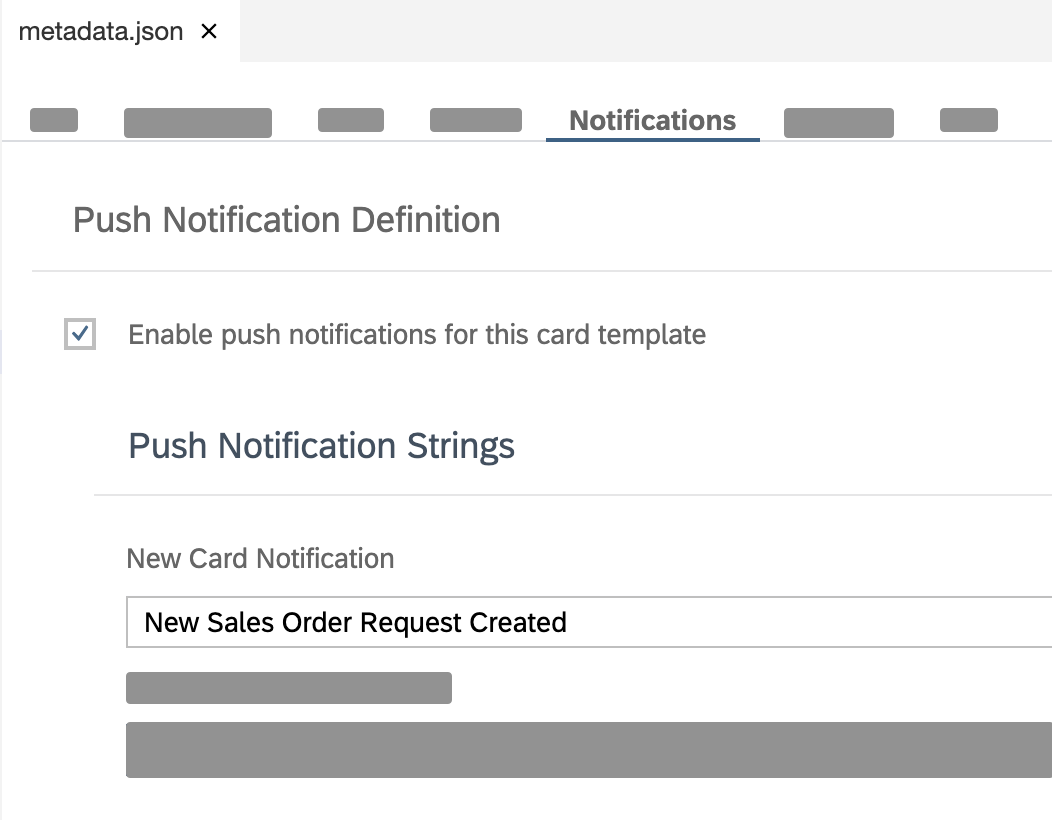 metadata.json ×
Notifications
Push Notification Definition
Enable push notifications for this card template
Push Notification Strings
New Card Notification
New Sales Order Request Created